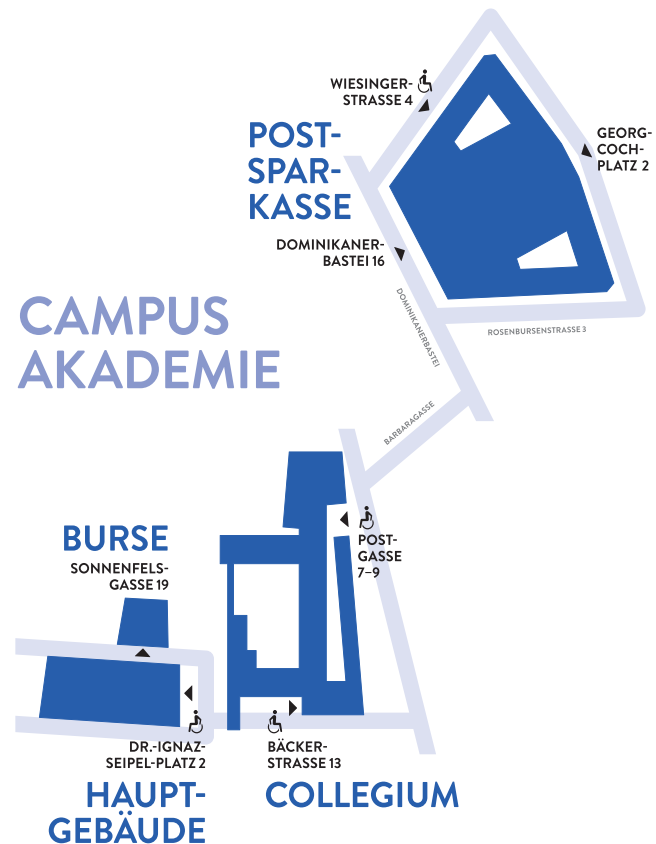 WIESINGER-
STRASSE 4
POST-
SPAR-
KASSE
GEORG-
COCH-
PLATZ 2
DOMINIKANER-
BASTEI 16
DOMINIKANERBASTEI
ROSENBURSENSTRASSE 3
CAMPUS
AKADEMIE
BARBARAGASSE
POST-
GASSE
7–9
BURSE
SONNENFELS-
GASSE 19
DR.-IGNAZ-
SEIPEL-PLATZ 2
HAUPT-
GEBÄUDE
BÄCKER-
STRASSE 13
COLLEGIUM